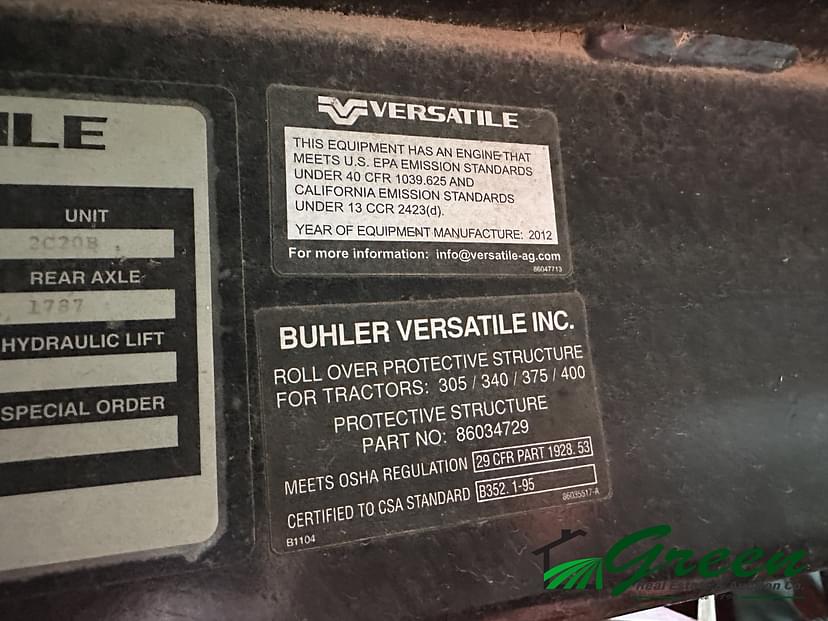 ILE
UNIT
2C20B
REAR AXLE
1787
HYDRAULIC LIFT
SPECIAL ORDER
VERSATILE
THIS EQUIPMENT HAS AN ENGINE THAT
MEETS U.S. EPA EMISSION STANDARDS
UNDER 40 CFR 1039.625 AND
CALIFORNIA EMISSION STANDARDS
UNDER 13 CCR 2423(d).
YEAR OF EQUIPMENT MANUFACTURE: 2012
For more information: info@versatile-ag.com
86047713
BUHLER VERSATILE INC.
ROLL OVER PROTECTIVE STRUCTURE
FOR TRACTORS: 305 / 340 / 375 / 400
PROTECTIVE STRUCTURE
PART NO: 86034729
MEETS OSHA REGULATION 29 CFR PART 1928.53
CERTIFIED TO CSA STANDARD B352.1-95
86035517-A
B1104
Green
Real Estate & Auction Co.